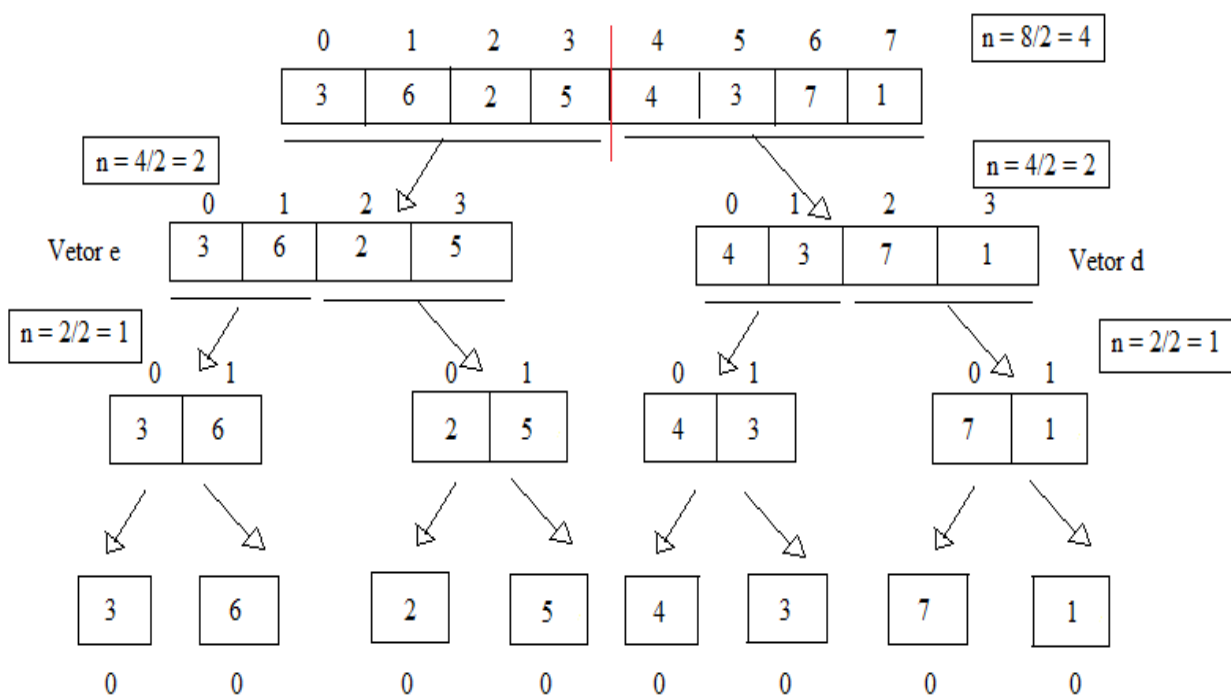 0 1 2 3 4 5 6 7 n = 8/2 = 4
3 6 2 5 4 3 7 1
n = 4/2 = 2 n = 4/2 = 2
0 1 2 3 0 1 2 3
Vetor e 3 6 2 5 4 3 7 1 Vetor d
n = 2/2 = 1 n = 2/2 = 1
0 1 0 1 0 1 0 1
3 6 2 5 4 3 7 1
3 6 2 5 4 3 7 1
0 0 0 0 0 0 0 0